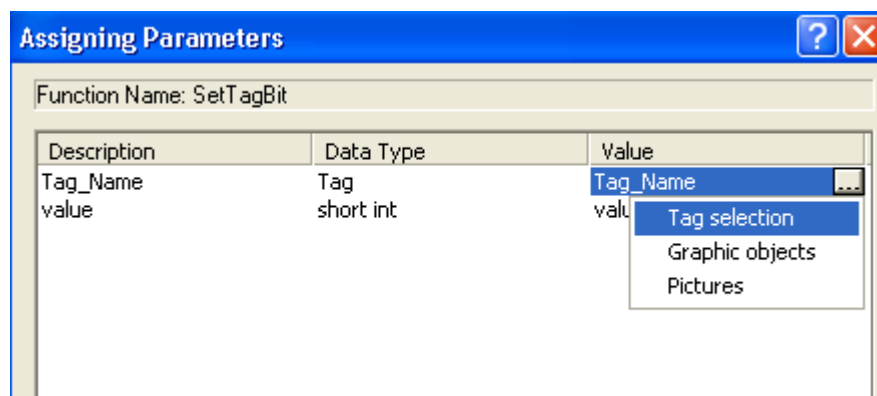 Assigning Parameters
Function Name: SetTagBit
Description Data Type Value
Tag_Name Tag Tag_Name ...
value short int valu
Tag selection
Graphic objects
Pictures